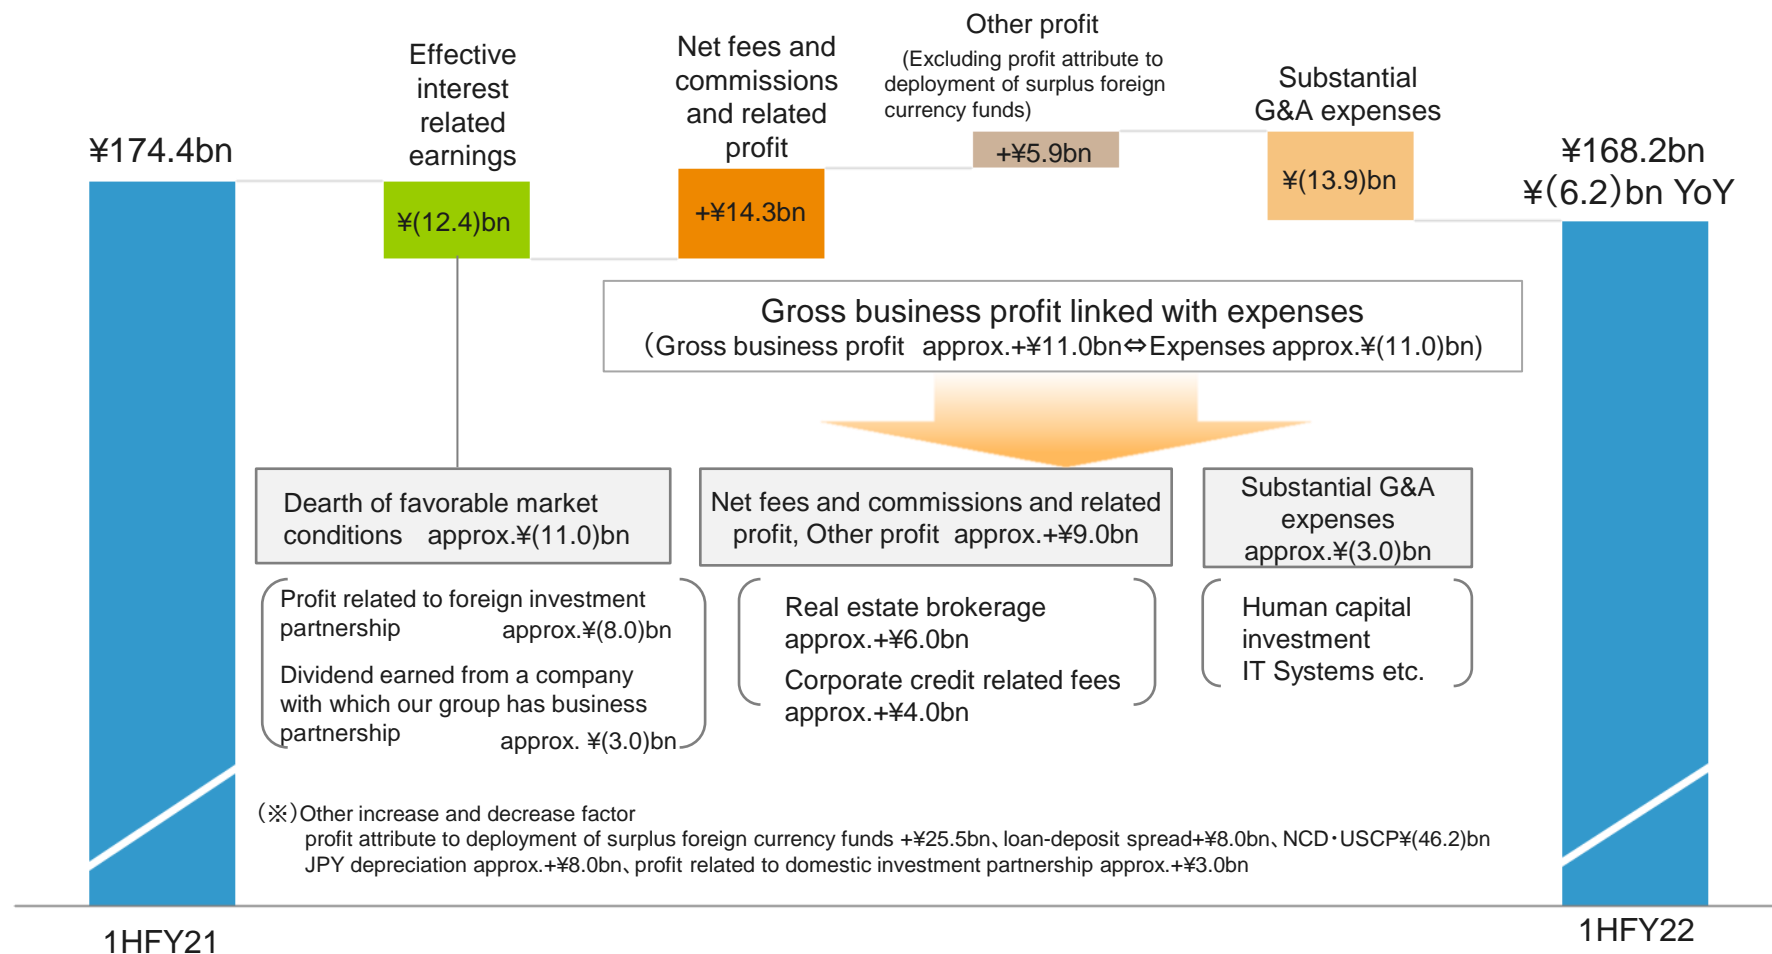 ¥174.4bn
Effective
interest
related
earnings
¥(12.4)bn
Net fees and
commissions
and related
profit
+¥14.3bn
Other profit
(Excluding profit attribute to
deployment of surplus foreign
currency funds)
+¥5.9bn
Substantial
G&A expenses
¥(13.9)bn
¥168.2bn
¥(6.2)bn YoY
Gross business profit linked with expenses
(Gross business profit approx.+¥11.0bn⇔Expenses approx.¥(11.0)bn)
Dearth of favorable market
conditions approx.¥(11.0)bn
Profit related to foreign investment
partnership approx.¥(8.0)bn
Dividend earned from a company
with which our group has business
partnership approx. ¥(3.0)bn
Net fees and commissions and related
profit, Other profit approx.+¥9.0bn
Real estate brokerage
approx.+¥6.0bn
Corporate credit related fees
approx.+¥4.0bn
Substantial G&A
expenses
approx.¥(3.0)bn
Human capital
investment
IT Systems etc.
(※)Other increase and decrease factor
profit attribute to deployment of surplus foreign currency funds +¥25.5bn、loan-deposit spread+¥8.0bn、NCD・USCP¥(46.2)bn
JPY depreciation approx.+¥8.0bn、profit related to domestic investment partnership approx.+¥3.0bn
1HFY21
1HFY22